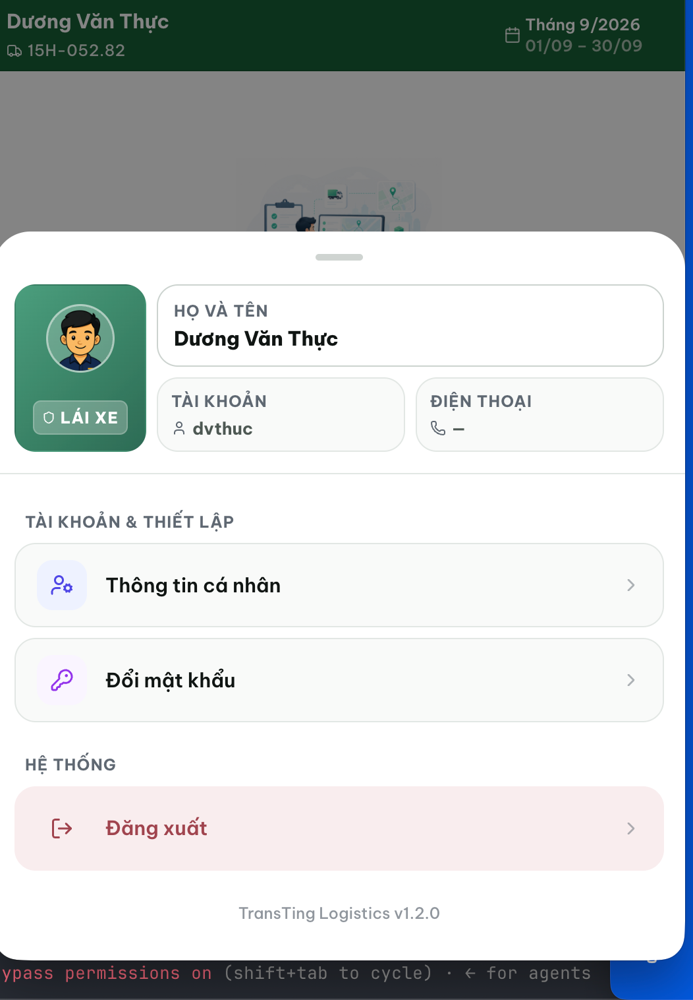 Dương Văn Thực
15H-052.82
Tháng 9/2026
01/09 – 30/09
HỌ VÀ TÊN
Dương Văn Thực
LÁI XE
TÀI KHOẢN
dvthuc
ĐIỆN THOẠI
—
TÀI KHOẢN & THIẾT LẬP
Thông tin cá nhân
Đổi mật khẩu
HỆ THỐNG
Đăng xuất
TransTing Logistics v1.2.0
ypass permissions on (shift+tab to cycle) · ← for agents